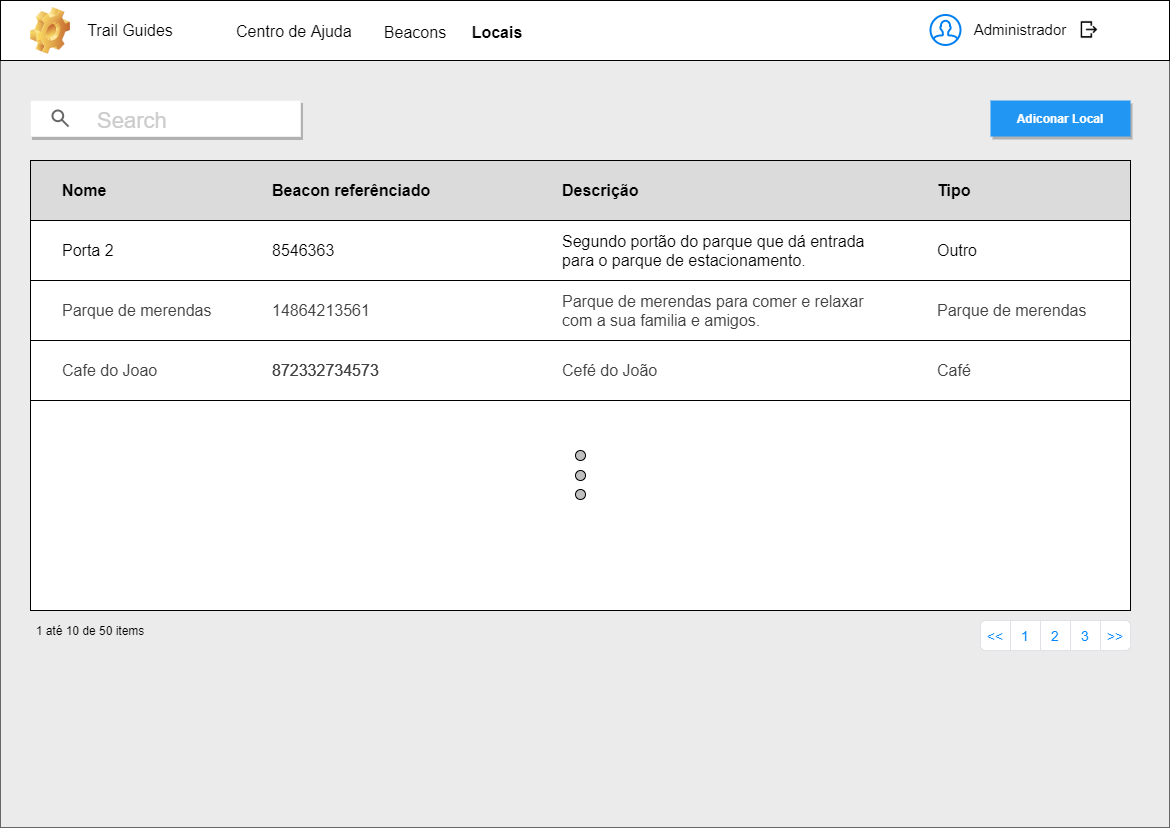 Trail Guides
Centro de Ajuda
Beacons
Locais
Administrador
Search
Adiconar Local
Nome
Beacon referênciado
Descrição
Tipo
Porta 2
8546363
Segundo portão do parque que dá entrada
para o parque de estacionamento.
Outro
Parque de merendas
14864213561
Parque de merendas para comer e relaxar
com a sua familia e amigos.
Parque de merendas
Cafe do Joao
872332734573
Cefé do João
Café
1 até 10 de 50 items
<<
1
2
3
>>